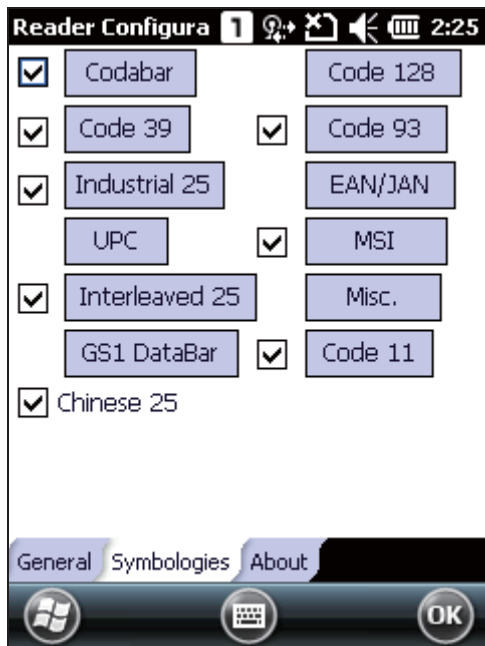 Reader Configura 1 2:25
Codabar Code 128
Code 39 Code 93
Industrial 25 EAN/JAN
UPC MSI
Interleaved 25 Misc.
GS1 DataBar Code 11
Chinese 25
General Symbologies About
OK